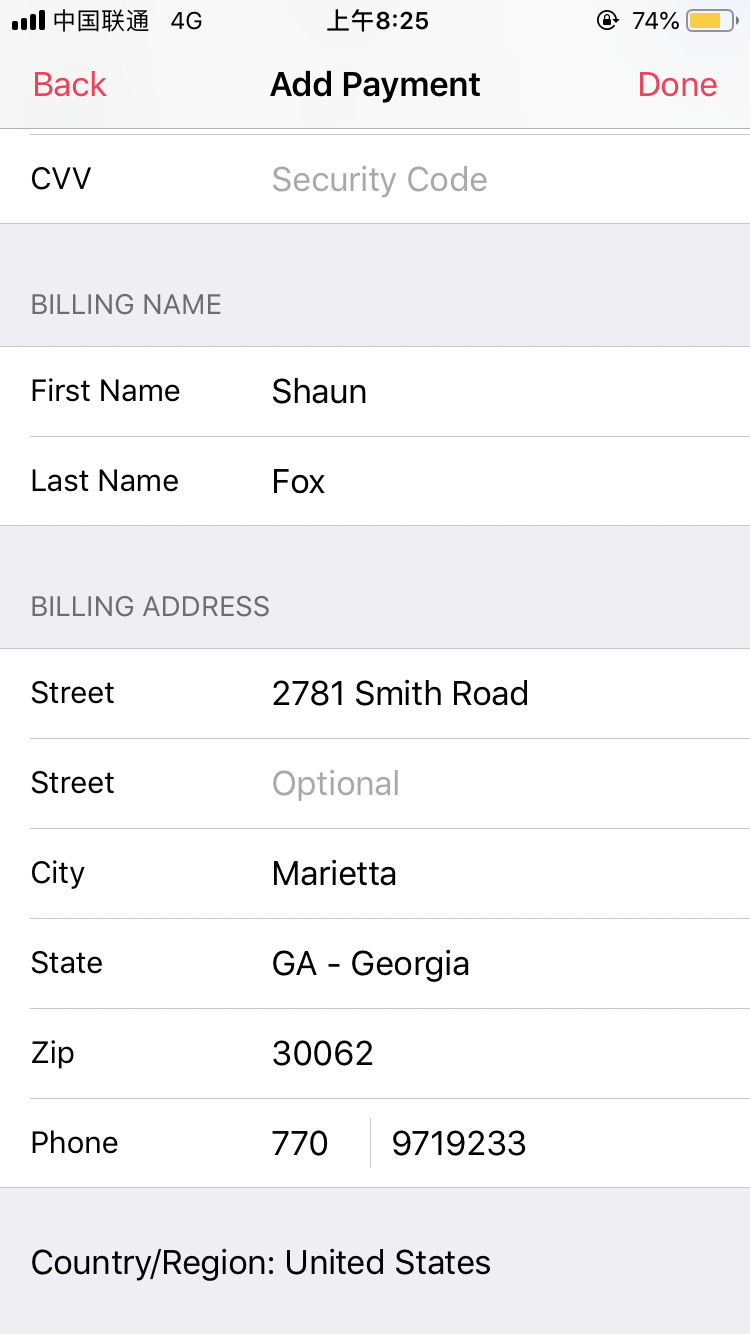 中国联通 4G 上午8:25 74%
Back Add Payment Done
CVV Security Code
BILLING NAME
First Name Shaun
Last Name Fox
BILLING ADDRESS
Street 2781 Smith Road
Street Optional
City Marietta
State GA - Georgia
Zip 30062
Phone 770 9719233
Country/Region: United States